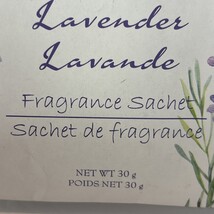 Lavender
Lavande
Fragrance Sachet
Sachet de fragrance
NET WT 30 g
POIDS NET 30 g